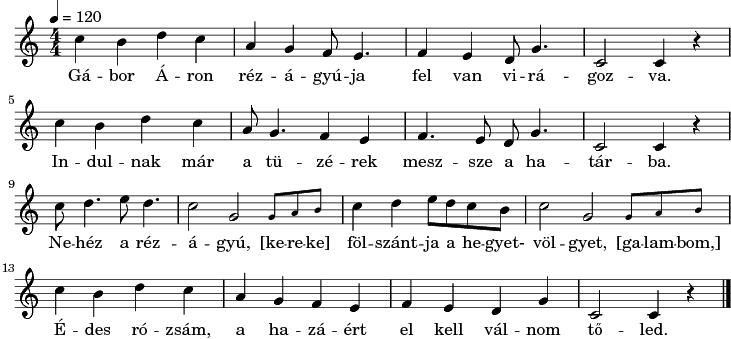 ♩ = 120
Gá – bor Á – ron réz – á – gyú – ja fel van vi – rá – goz – va.
5
In – dul – nak már a tü – zé – rek mesz – sze a ha – tár – ba.
9
Ne – héz a réz – á – gyú, [ke – re – ke] föl – szánt – ja a he – gyet- völ – gyet, [ga – lam – bom,]
13
É – des ró – zsám, a ha – zá – ért el kell vál – nom tő – led.